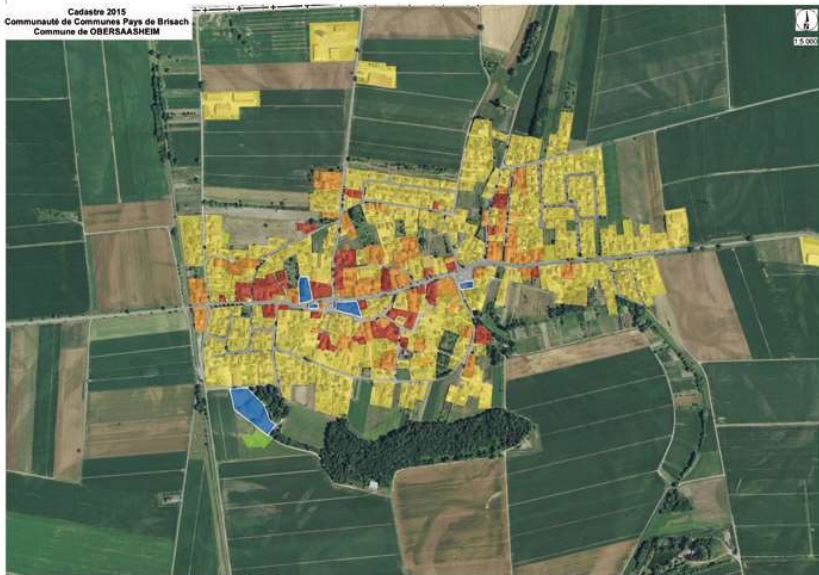 Cadastre 2015
Communauté de Communes Pays de Brisach
Commune de OBERSAASHEIM
N
1:5 000